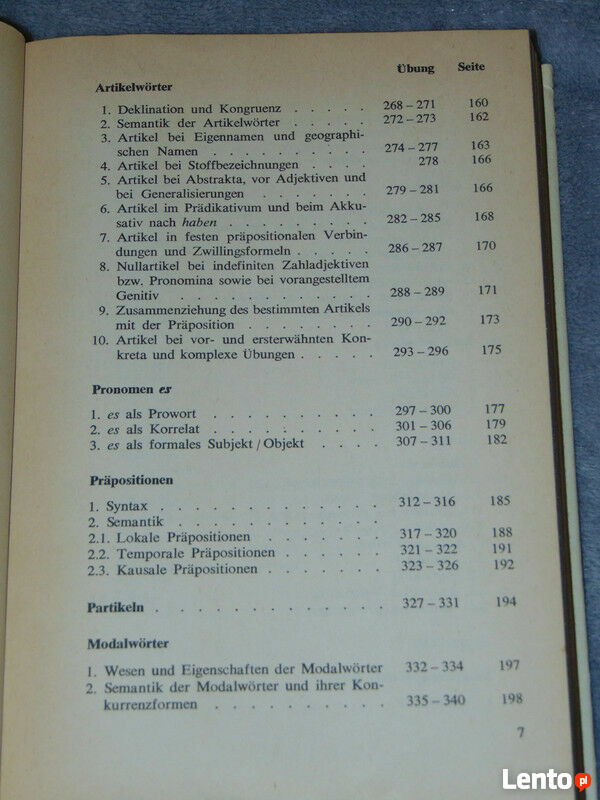 Übung Seite
Artikelwörter
1. Deklination und Kongruenz . . . . . 268 – 271 160
2. Semantik der Artikelwörter . . . . . 272 – 273 162
3. Artikel bei Eigennamen und geographi-
schen Namen . . . . . . . . . 274 – 277 163
4. Artikel bei Stoffbezeichnungen . . . . 278 166
5. Artikel bei Abstrakta, vor Adjektiven und
bei Generalisierungen . . . . . . 279 – 281 166
6. Artikel im Prädikativum und beim Akku-
sativ nach haben . . . . . . . . . 282 – 285 168
7. Artikel in festen präpositionalen Verbin-
dungen und Zwillingsformeln . . . . . 286 – 287 170
8. Nullartikel bei indefiniten Zahladjektiven
bzw. Pronomina sowie bei vorangestelltem
Genitiv . . . . . . . . . . . . 288 – 289 171
9. Zusammenziehung des bestimmten Artikels
mit der Präposition . . . . . . . 290 – 292 173
10. Artikel bei vor- und ersterwähnten Kon-
kreta und komplexe Übungen . . . . . 293 – 296 175
Pronomen es
1. es als Prowort . . . . . . . . . 297 – 300 177
2. es als Korrelat . . . . . . . . . 301 – 306 179
3. es als formales Subjekt / Objekt . . . . 307 – 311 182
Präpositionen
1. Syntax . . . . . . . . . . . 312 – 316 185
2. Semantik . . . . . . . . . . .
2.1. Lokale Präpositionen . . . . . . . 317 – 320 188
2.2. Temporale Präpositionen . . . . . . 321 – 322 191
2.3. Kausale Präpositionen . . . . . . . 323 – 326 192
Partikeln . . . . . . . . . . . . 327 – 331 194
Modalwörter
1. Wesen und Eigenschaften der Modalwörter 332 – 334 197
2. Semantik der Modalwörter und ihrer Kon-
kurrenzformen . . . . . . . . . 335 – 340 198
7
Lento pl